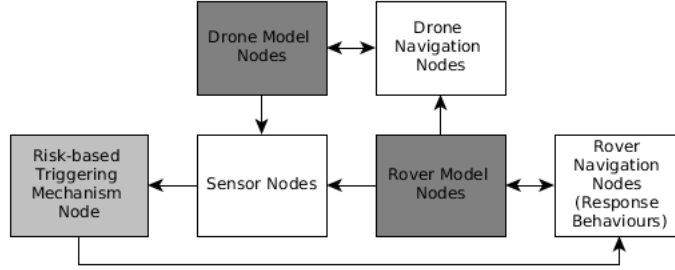 Drone Model
Nodes
Drone
Navigation
Nodes
Risk-based
Triggering
Mechanism
Node
Sensor Nodes
Rover Model
Nodes
Rover
Navigation
Nodes
(Response
Behaviours)